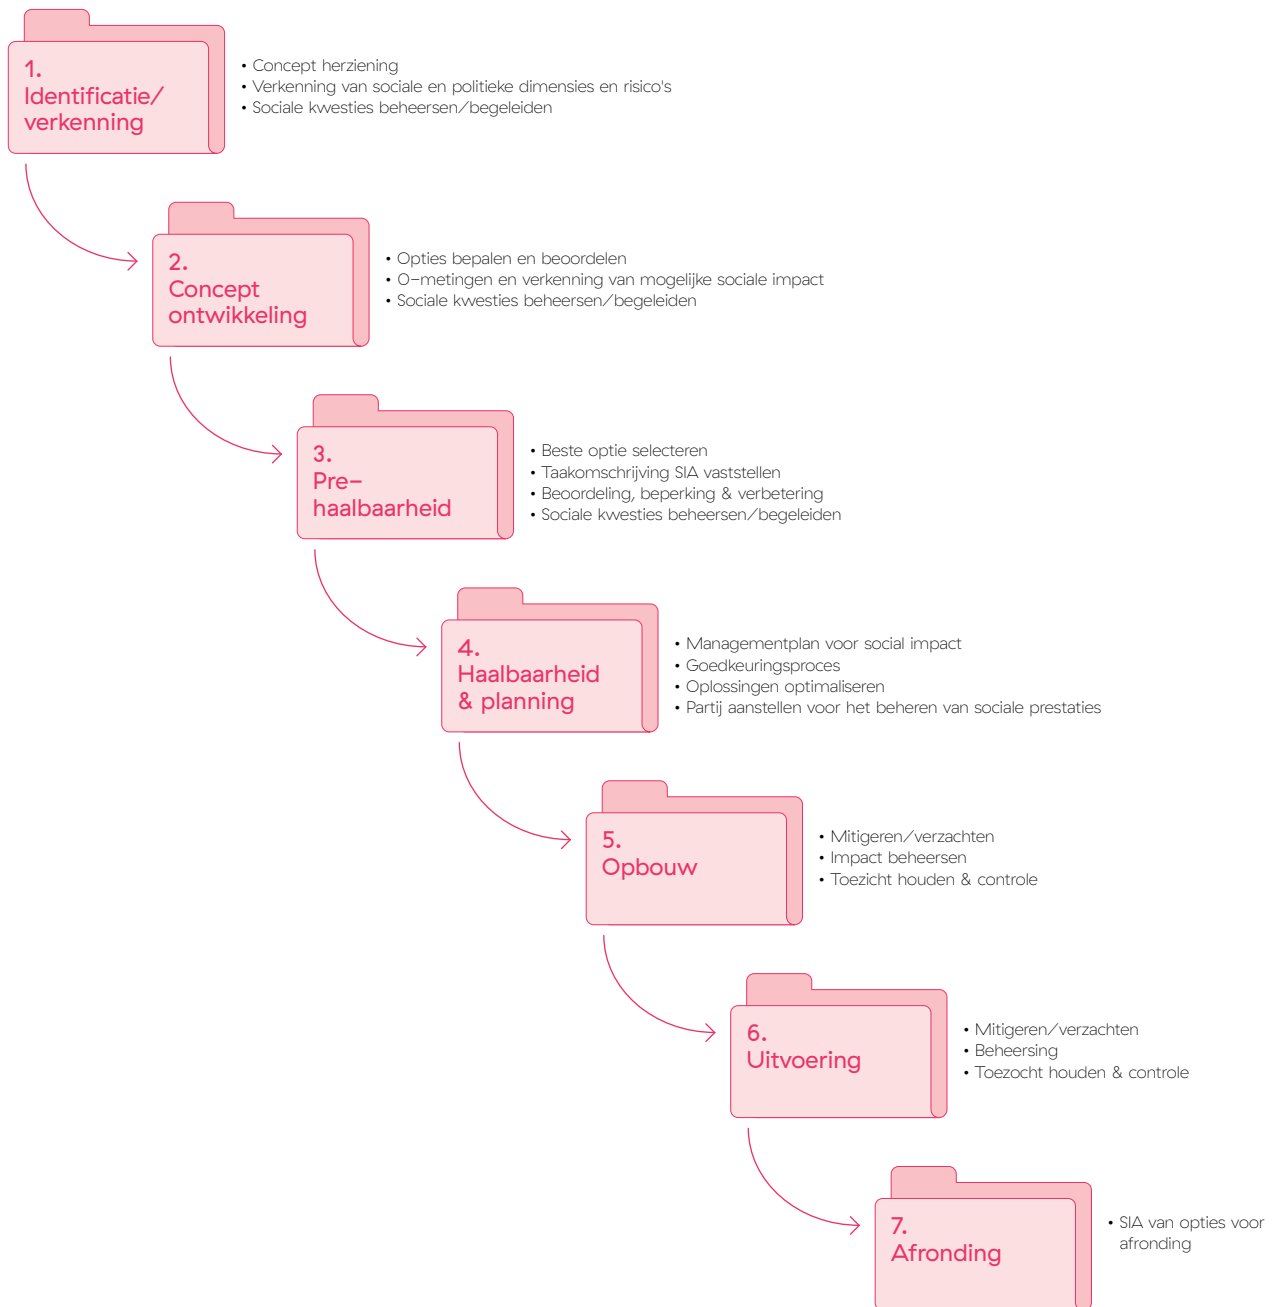 1.
Identificatie/
verkenning
• Concept herziening
• Verkenning van sociale en politieke dimensies en risico's
• Sociale kwesties beheersen/begeleiden
2.
Concept
ontwikkeling
• Opties bepalen en beoordelen
• 0-metingen en verkenning van mogelijke sociale impact
• Sociale kwesties beheersen/begeleiden
3.
Pre-
haalbaarheid
• Beste optie selecteren
• Taakomschrijving SIA vaststellen
• Beoordeling, beperking & verbetering
• Sociale kwesties beheersen/begeleiden
4.
Haalbaarheid
& planning
• Managementplan voor social impact
• Goedkeuringsproces
• Oplossingen optimaliseren
• Partij aanstellen voor het beheren van sociale prestaties
5.
Opbouw
• Mitigeren/verzachten
• Impact beheersen
• Toezicht houden & controle
6.
Uitvoering
• Mitigeren/verzachten
• Beheersing
• Toezocht houden & controle
7.
Afronding
• SIA van opties voor
afronding